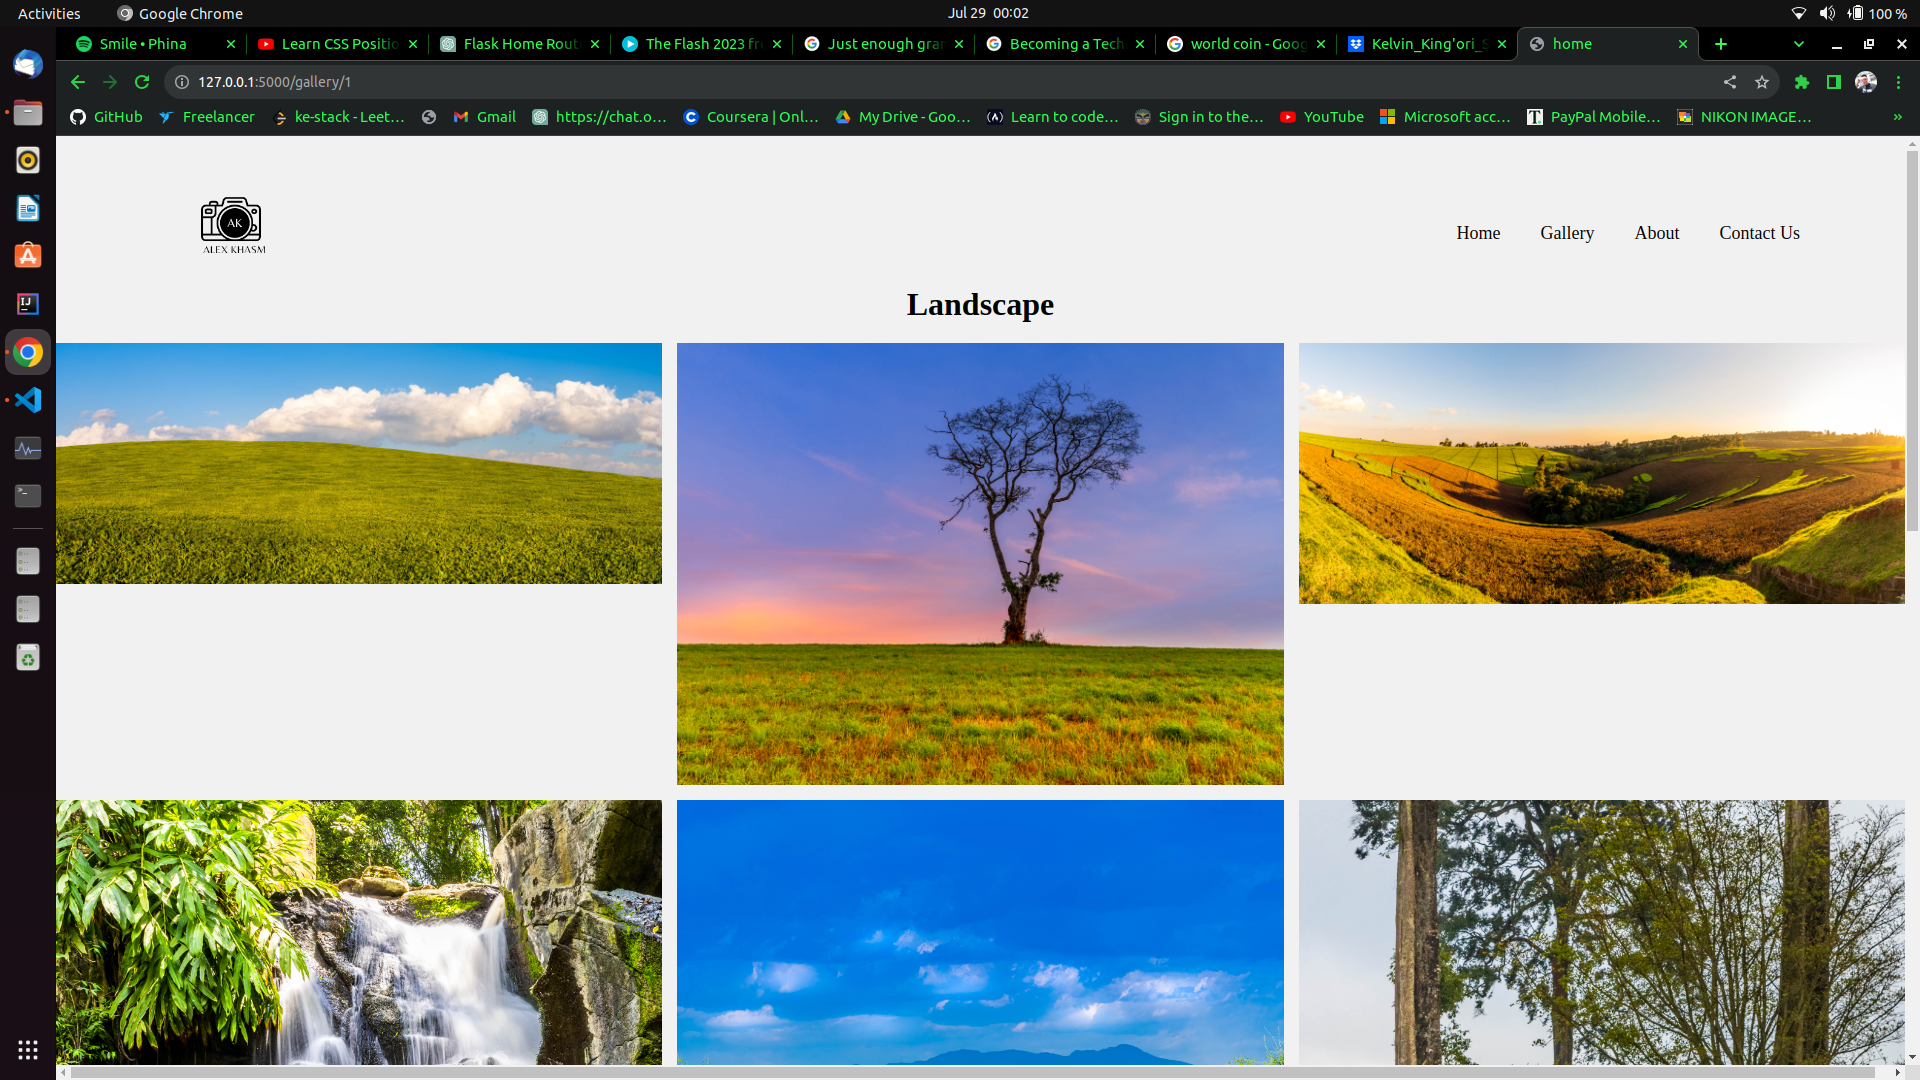 Activities
Google Chrome
Jul 29 00:02
100 %
Smile • Phina
Learn CSS Positio
Flask Home Rout
The Flash 2023 fr
Just enough gra
Becoming a Tech
world coin - Goog
Kelvin_King'ori_S
home
127.0.0.1:5000/gallery/1
GitHub
Freelancer
ke-stack - Leet...
Gmail
https://chat.o...
Coursera | Onl...
My Drive - Goo...
Learn to code...
Sign in to the...
YouTube
Microsoft acc...
PayPal Mobile...
NIKON IMAGE...
»
AK
ALEX KHASM
Home
Gallery
About
Contact Us
Landscape